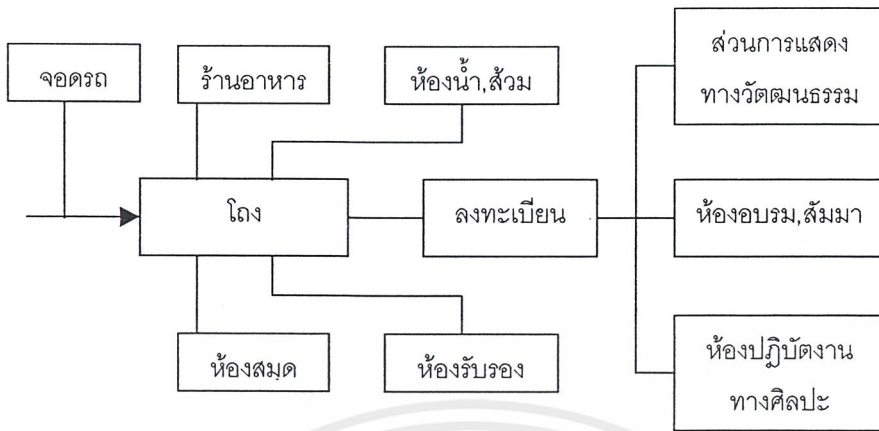 ส่วนการแสดง
ทางวัตฒนธรรม
จอดรถ
ร้านอาหาร
ห้องน้ำ,ส้วม
โถง
ลงทะเบียน
ห้องอบรม,สัมมา
ห้องสมุด
ห้องรับรอง
ห้องปฎิบัตงาน
ทางศิลปะ